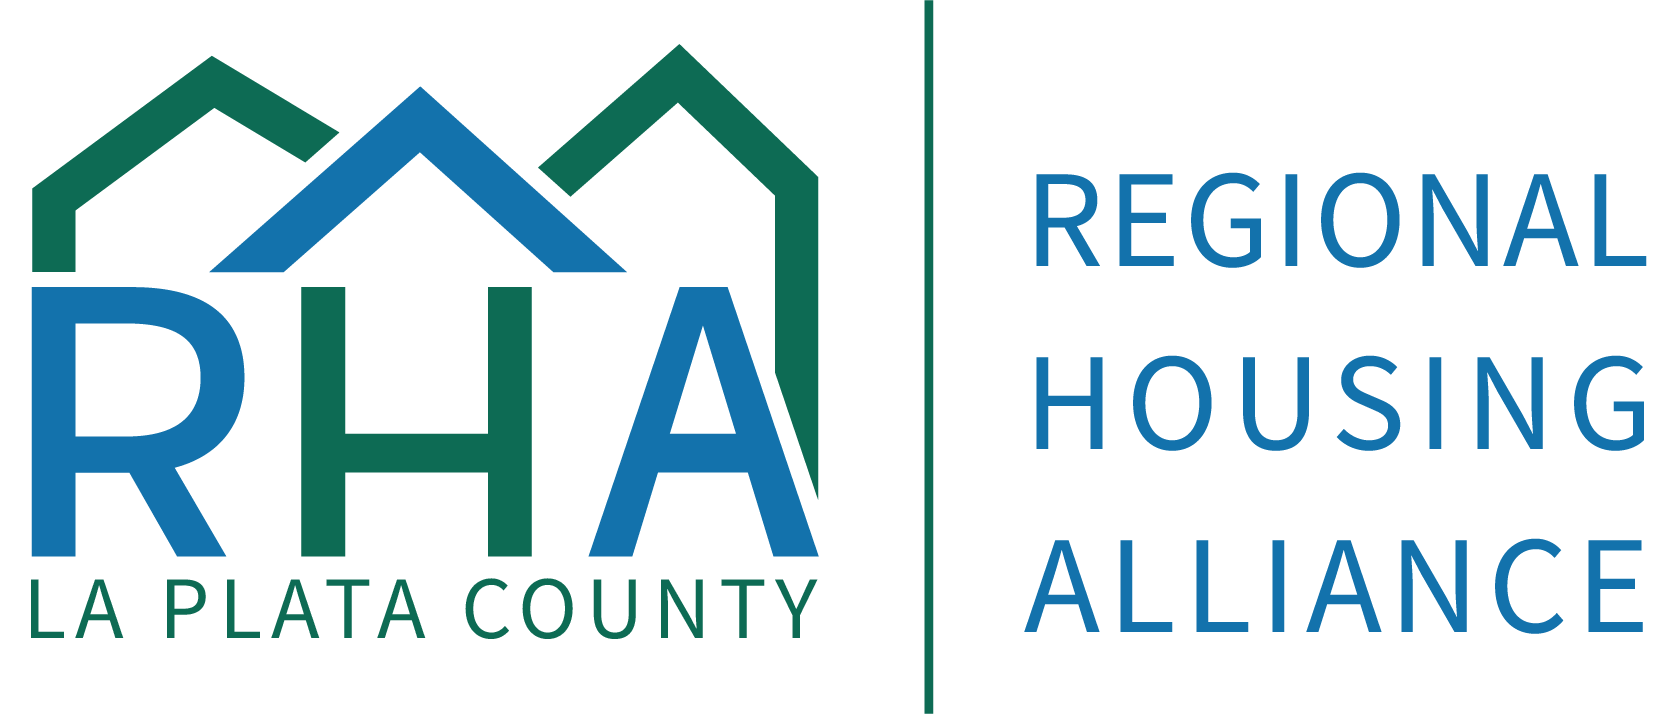 RHA
LA PLATA COUNTY
REGIONAL
HOUSING
ALLIANCE